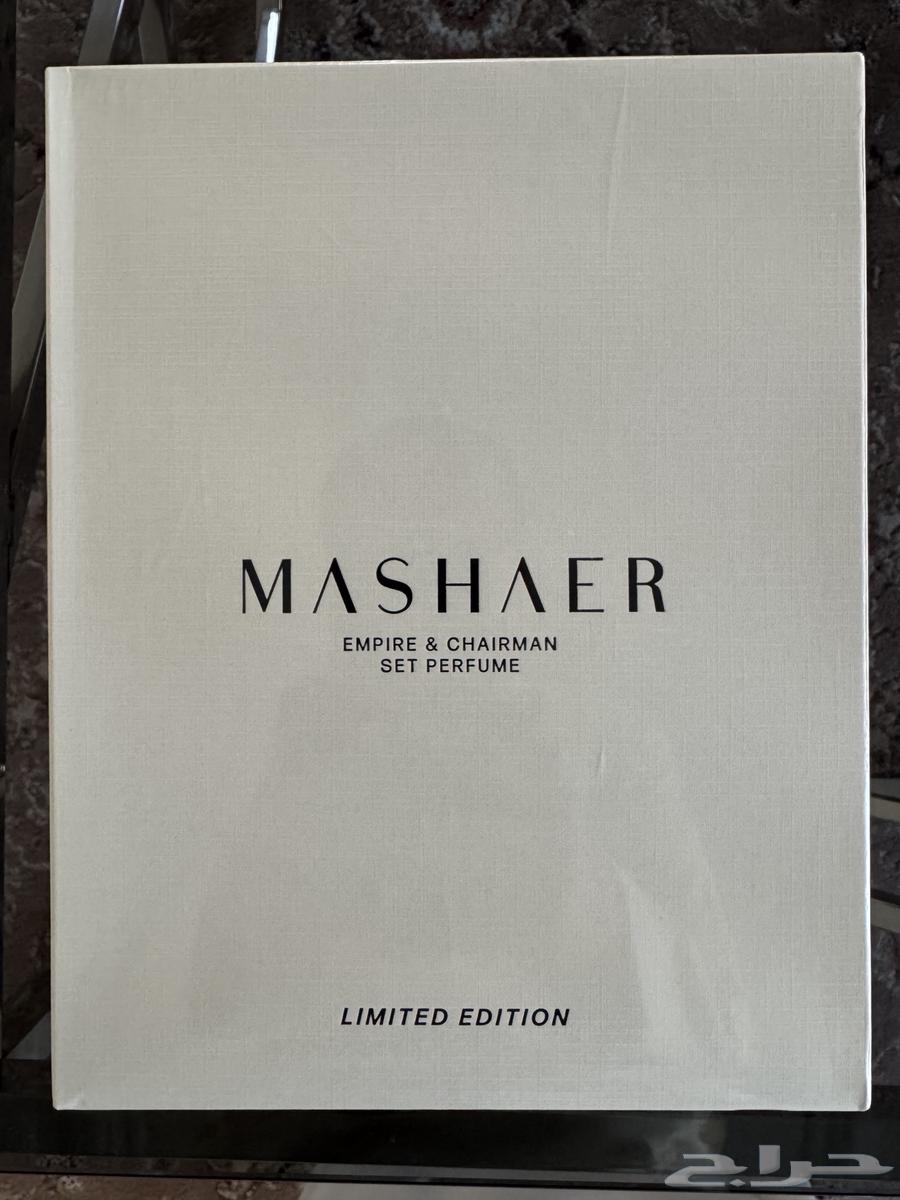 MASHAER
EMPIRE & CHAIRMAN
SET PERFUME
LIMITED EDITION
حراج